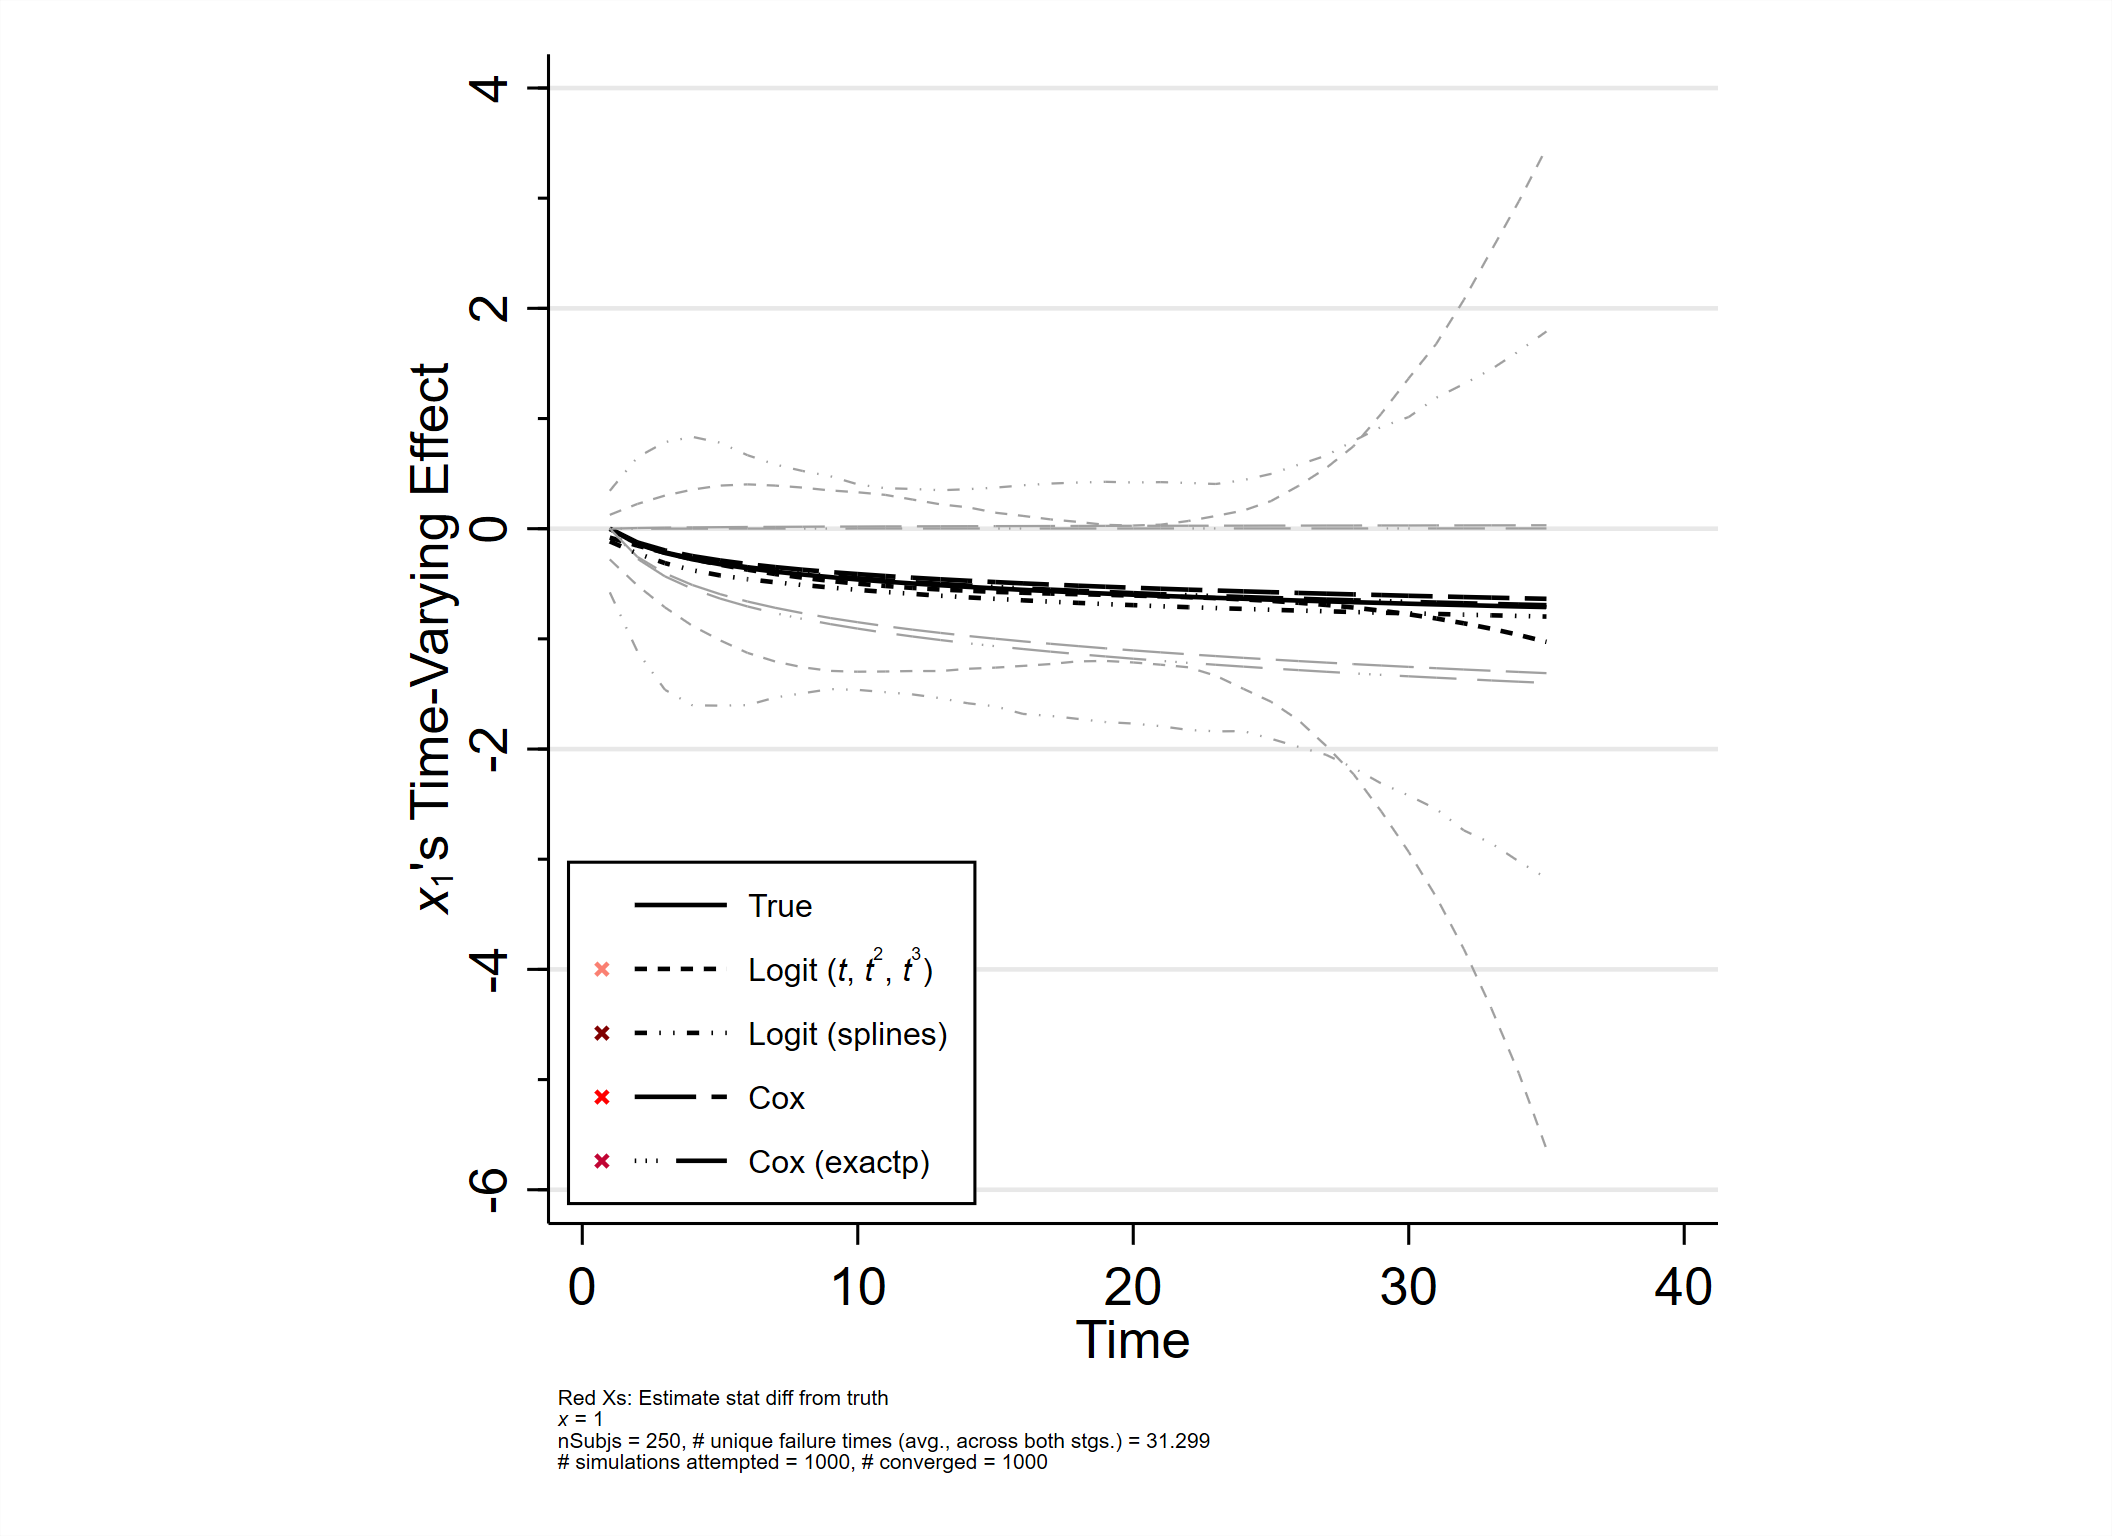 4
2
0
-2
-4
-6
x₁'s Time-Varying Effect
True
Logit (t, t², t³)
Logit (splines)
Cox
Cox (exactp)
0 10 20 30 40
Time
Red Xs: Estimate stat diff from truth
x = 1
nSubjs = 250, # unique failure times (avg., across both stgs.) = 31.299
# simulations attempted = 1000, # converged = 1000